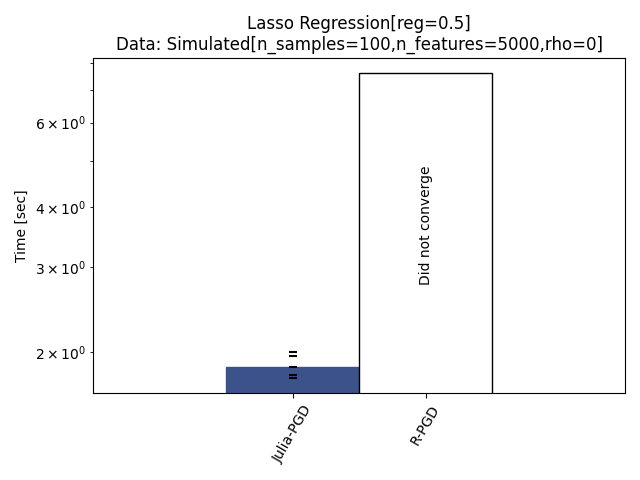 Lasso Regression[reg=0.5]
Data: Simulated[n_samples=100,n_features=5000,rho=0]
Time [sec]
6 × 10⁰
4 × 10⁰
3 × 10⁰
2 × 10⁰
Did not converge
Julia-PGD
R-PGD